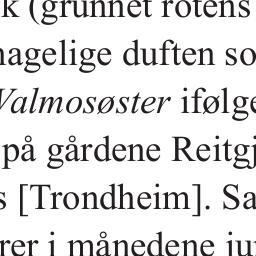 k (grunnet rotens
nagelige duften so
Valmosøster ifølge
på gårdene Reitgj
s [Trondheim]. Sa
rer i månedene ju